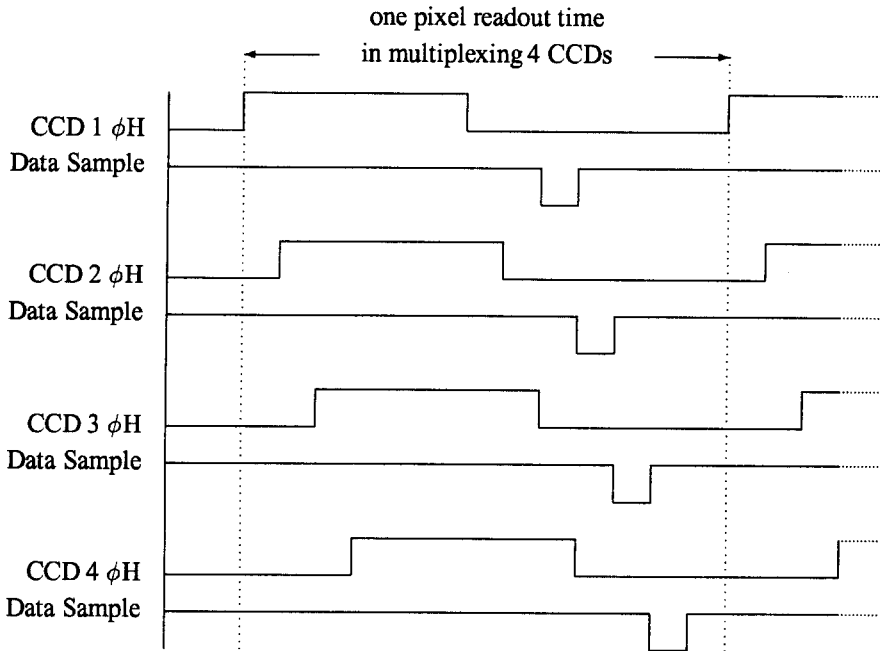 one pixel readout time
in multiplexing 4 CCDs
CCD 1 ϕH
Data Sample
CCD 2 ϕH
Data Sample
CCD 3 ϕH
Data Sample
CCD 4 ϕH
Data Sample